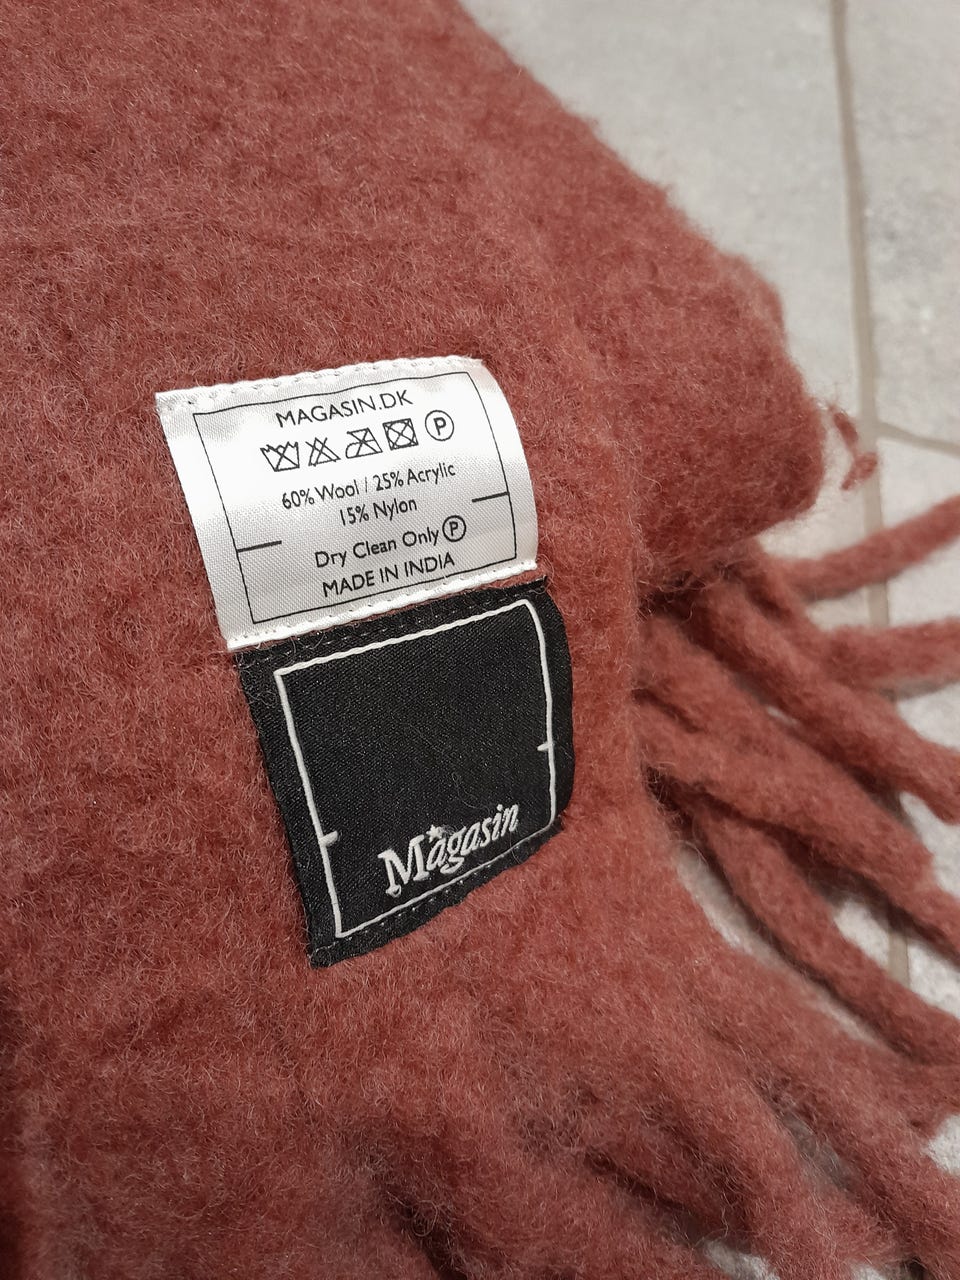 MAGASIN.DK
P
60% Wool / 25% Acrylic
15% Nylon
Dry Clean Only P
MADE IN INDIA
Magasin